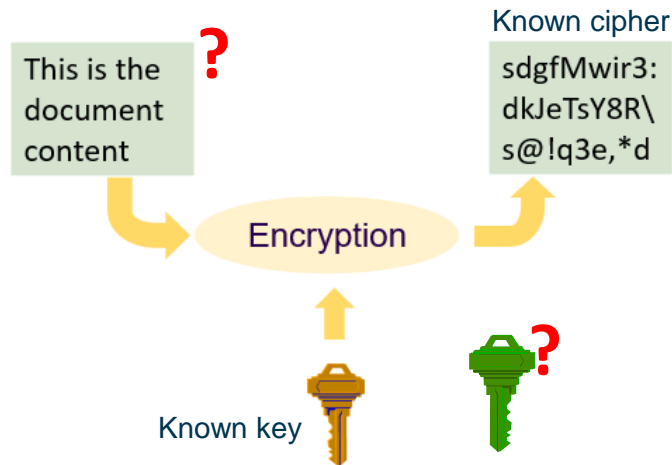 Known cipher
This is the
document
content
?
sdgfMwir3:
dkJeTsY8R\
s@!q3e,*d
Encryption
?
Known key